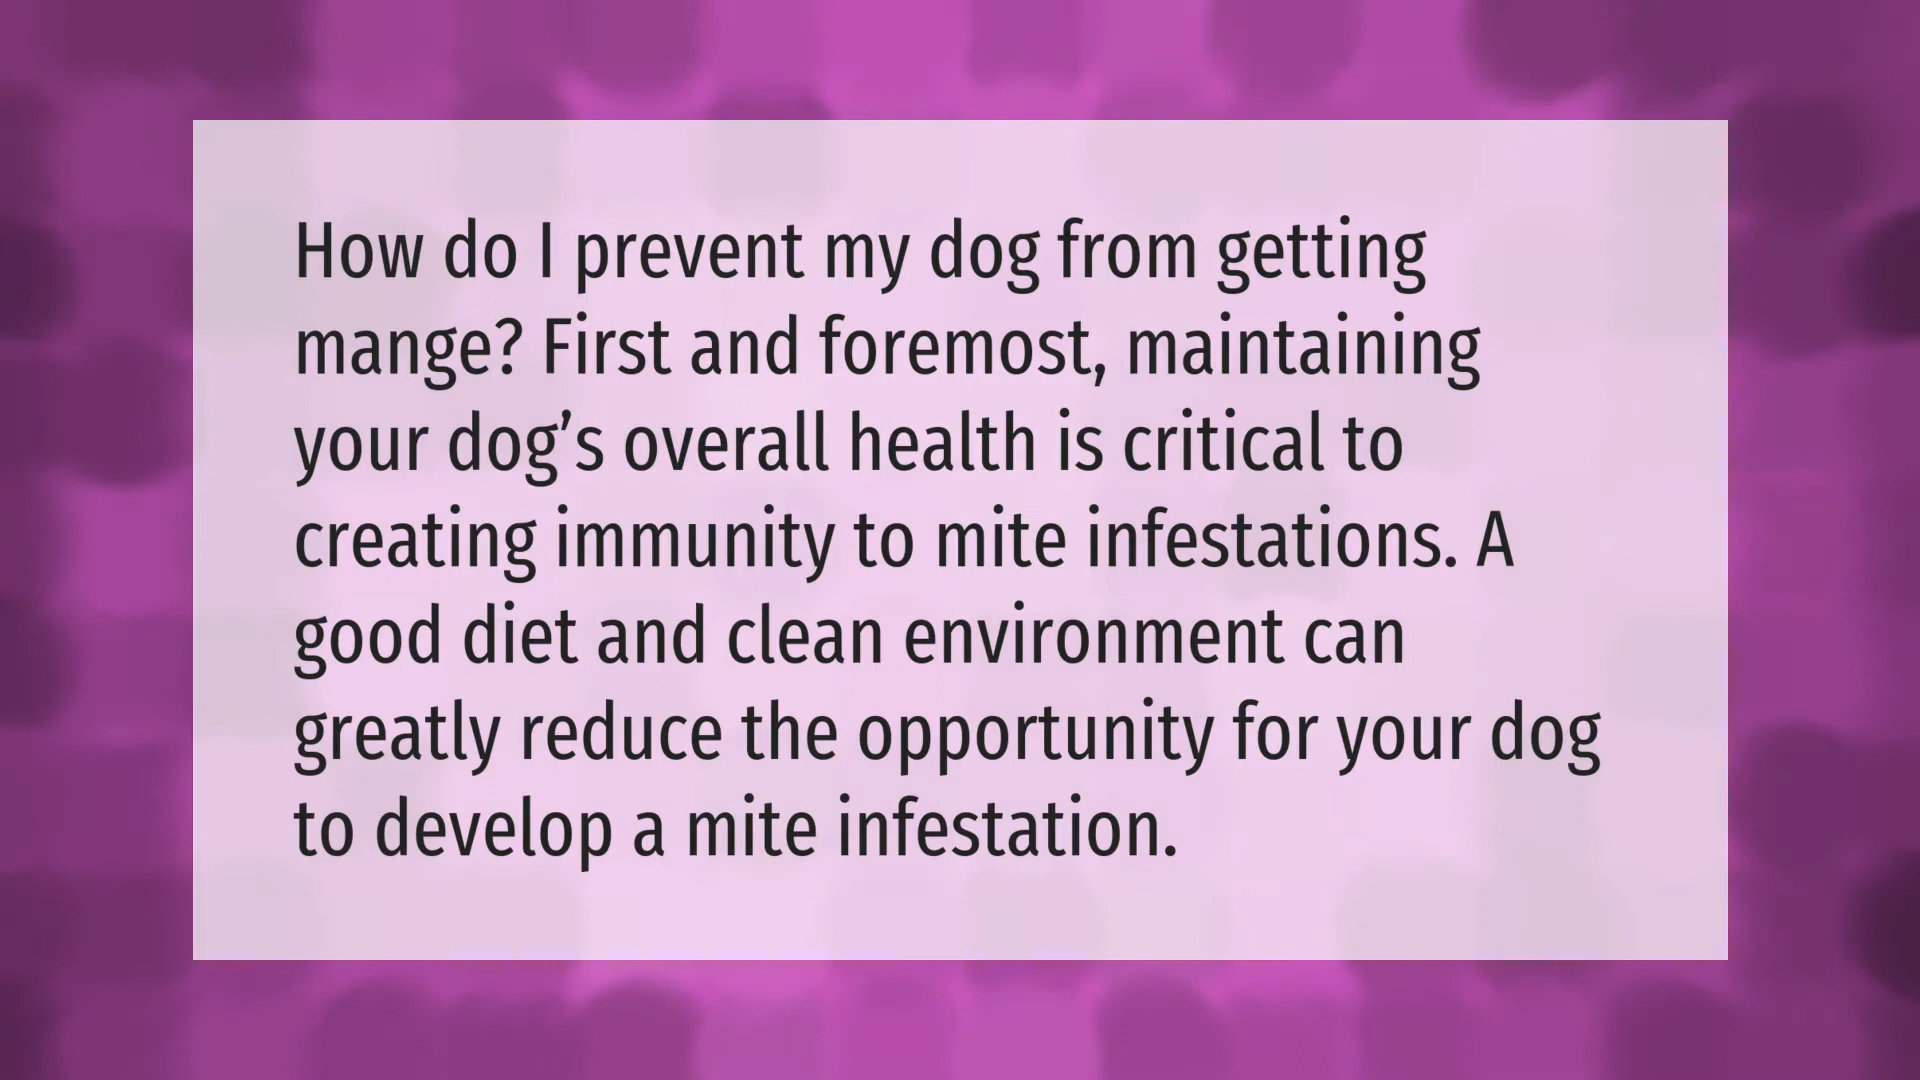 How do I prevent my dog from getting
mange? First and foremost, maintaining
your dog’s overall health is critical to
creating immunity to mite infestations. A
good diet and clean environment can
greatly reduce the opportunity for your dog
to develop a mite infestation.